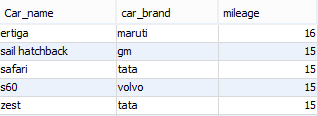 Car_name car_brand mileage
ertiga maruti 16
sail hatchback gm 15
safari tata 15
s60 volvo 15
zest tata 15